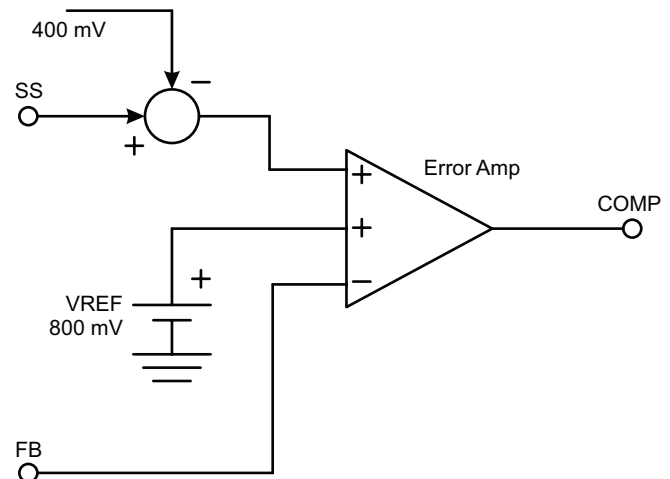 400 mV
−
SS
+
Error Amp
+
COMP
+
+
VREF
−
800 mV
FB